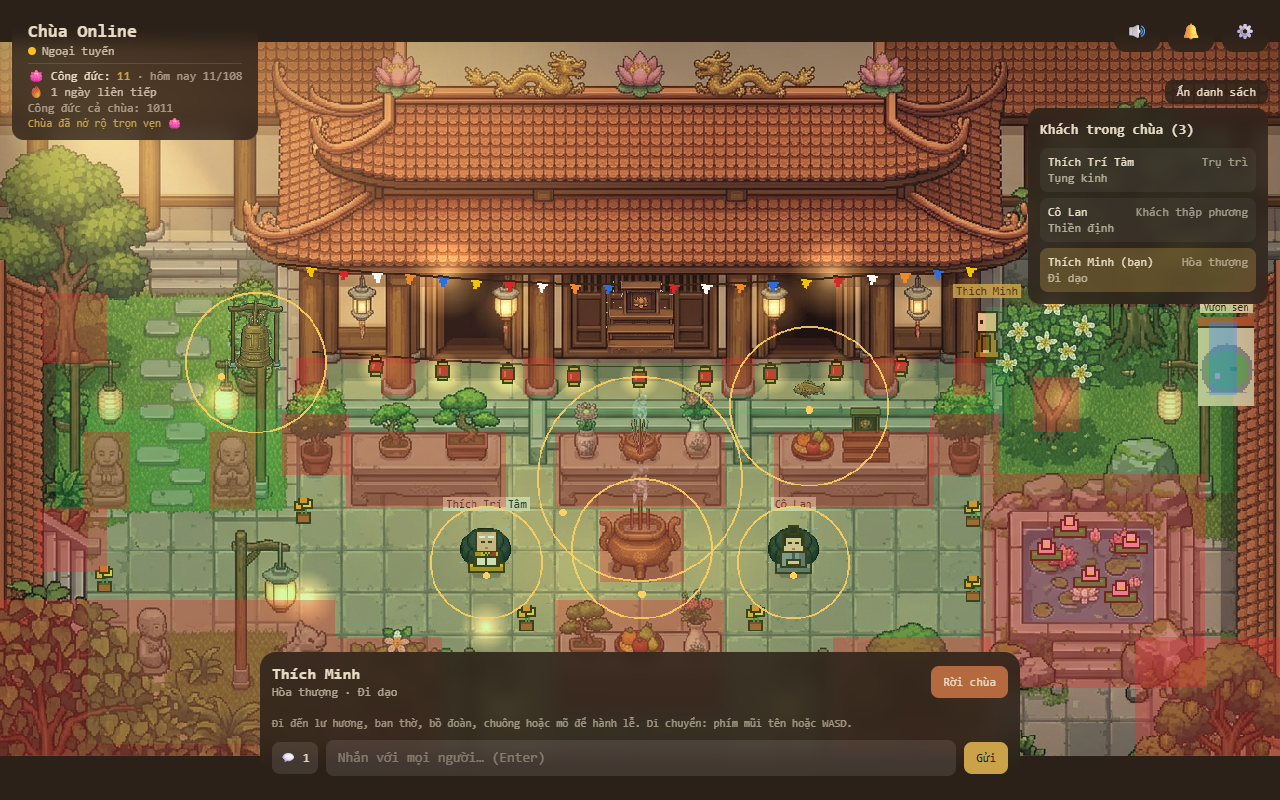 Chùa Online
Ngoại tuyến
Công đức: 11 · hôm nay 11/108
1 ngày liên tiếp
Công đức cả chùa: 1011
Chùa đã nở rộ trọn vẹn
Ẩn danh sách
Khách trong chùa (3)
Thích Trí Tâm Trụ trì
Tụng kinh
Cô Lan Khách thập phương
Thiền định
Thích Minh (bạn) Hòa thượng
Đi dạo
Thích Minh
Vườn sen
Thích Trí Tâm
Cô Lan
Thích Minh
Hòa thượng · Đi dạo
Rời chùa
Đi đến lư hương, ban thờ, bồ đoàn, chuông hoặc mõ để hành lễ. Di chuyển: phím mũi tên hoặc WASD.
1
Nhắn với mọi người… (Enter)
Gửi